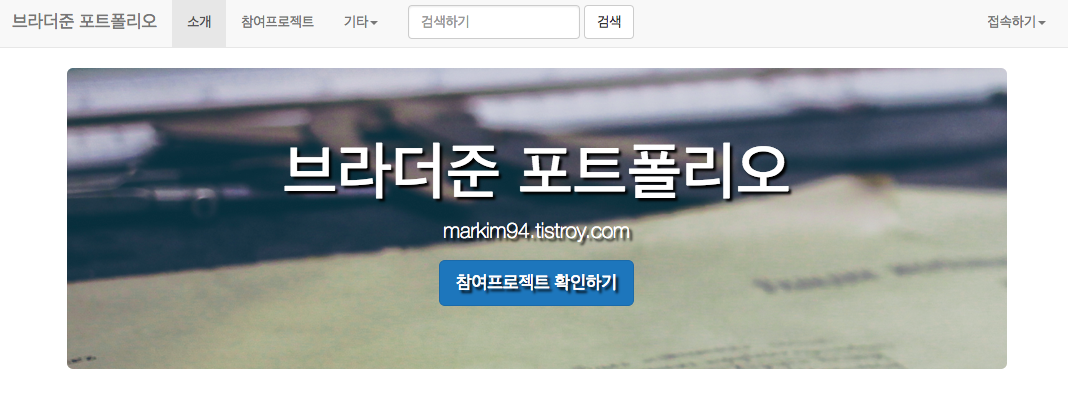 브라더준 포트폴리오 소개 참여프로젝트 기타 검색하기 검색 접속하기
브라더준 포트폴리오
markim94.tistroy.com
참여프로젝트 확인하기